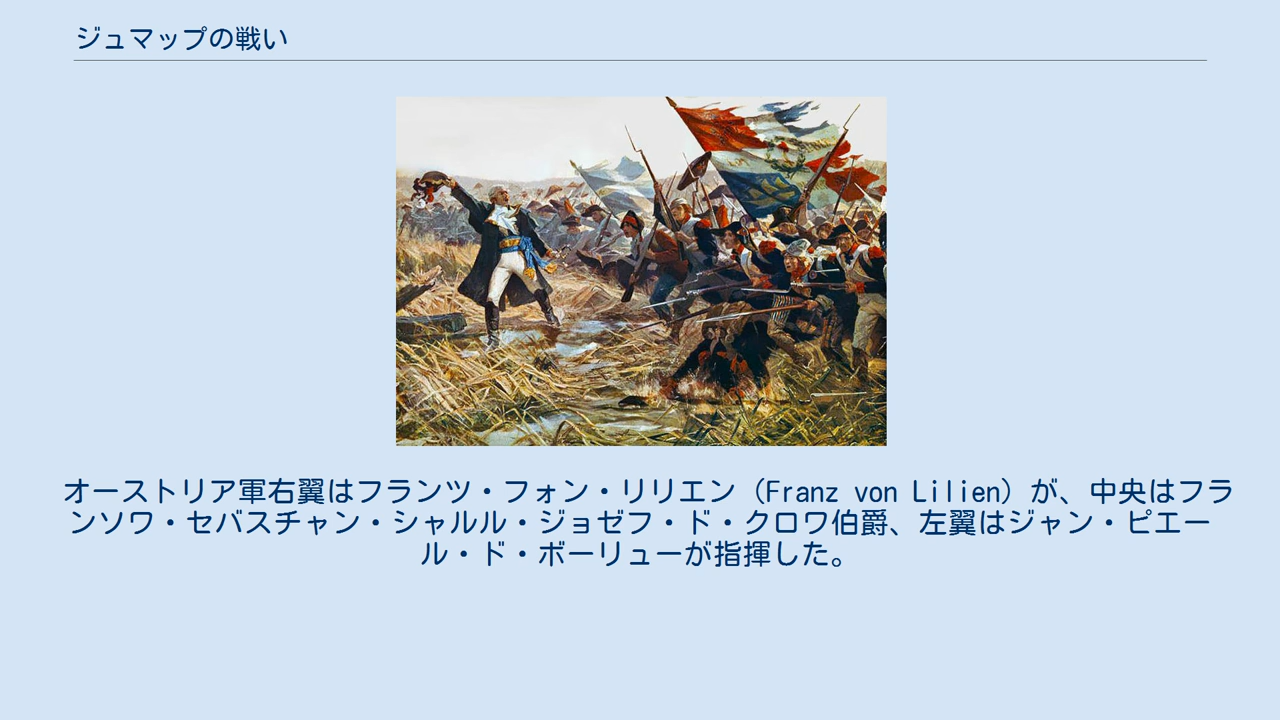 ジュマップの戦い
オーストリア軍右翼はフランツ・フォン・リリエン（Franz von Lilien）が、中央はフラ
ンソワ・セバスチャン・シャルル・ジョゼフ・ド・クロワ伯爵、左翼はジャン・ピエー
ル・ド・ボーリューが指揮した。